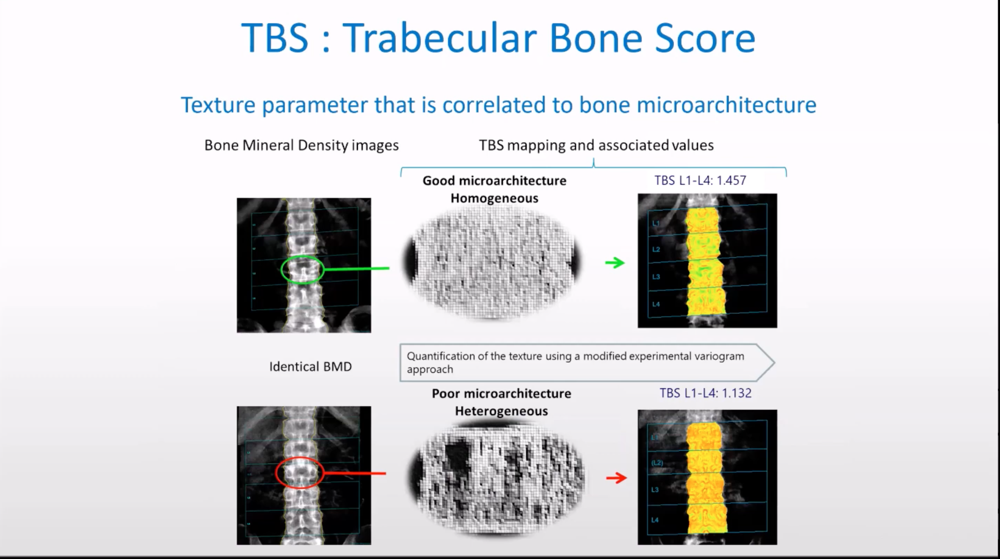 TBS : Trabecular Bone Score
Texture parameter that is correlated to bone microarchitecture
Bone Mineral Density images
TBS mapping and associated values
Good microarchitecture
Homogeneous
TBS L1-L4: 1.457
L1
L2
L3
L4
Identical BMD
Quantification of the texture using a modified experimental variogram
approach
Poor microarchitecture
Heterogeneous
TBS L1-L4: 1.132
L1
(L2)
L3
L4